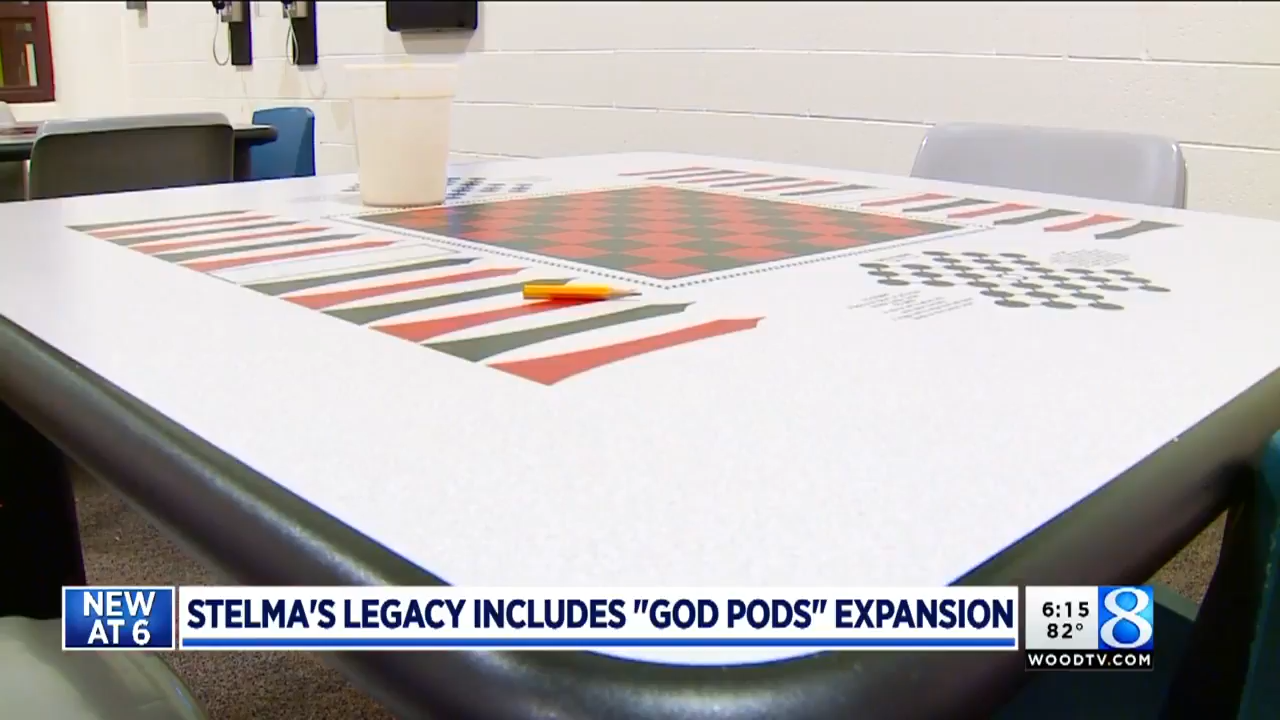 NEW
AT 6
STELMA'S LEGACY INCLUDES "GOD PODS" EXPANSION
6:15
82°
8
WOODTV.COM